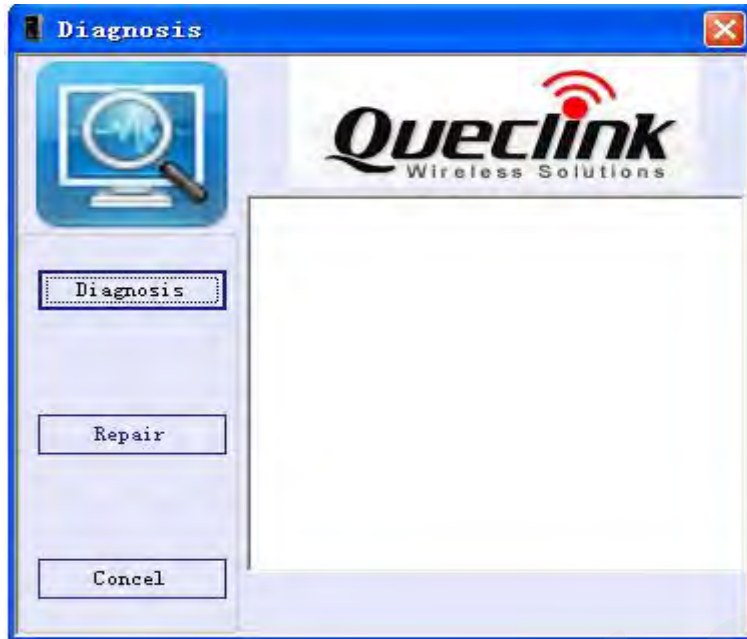 Diagnosis
Queclink
Wireless Solutions
Diagnosis
Repair
Concel